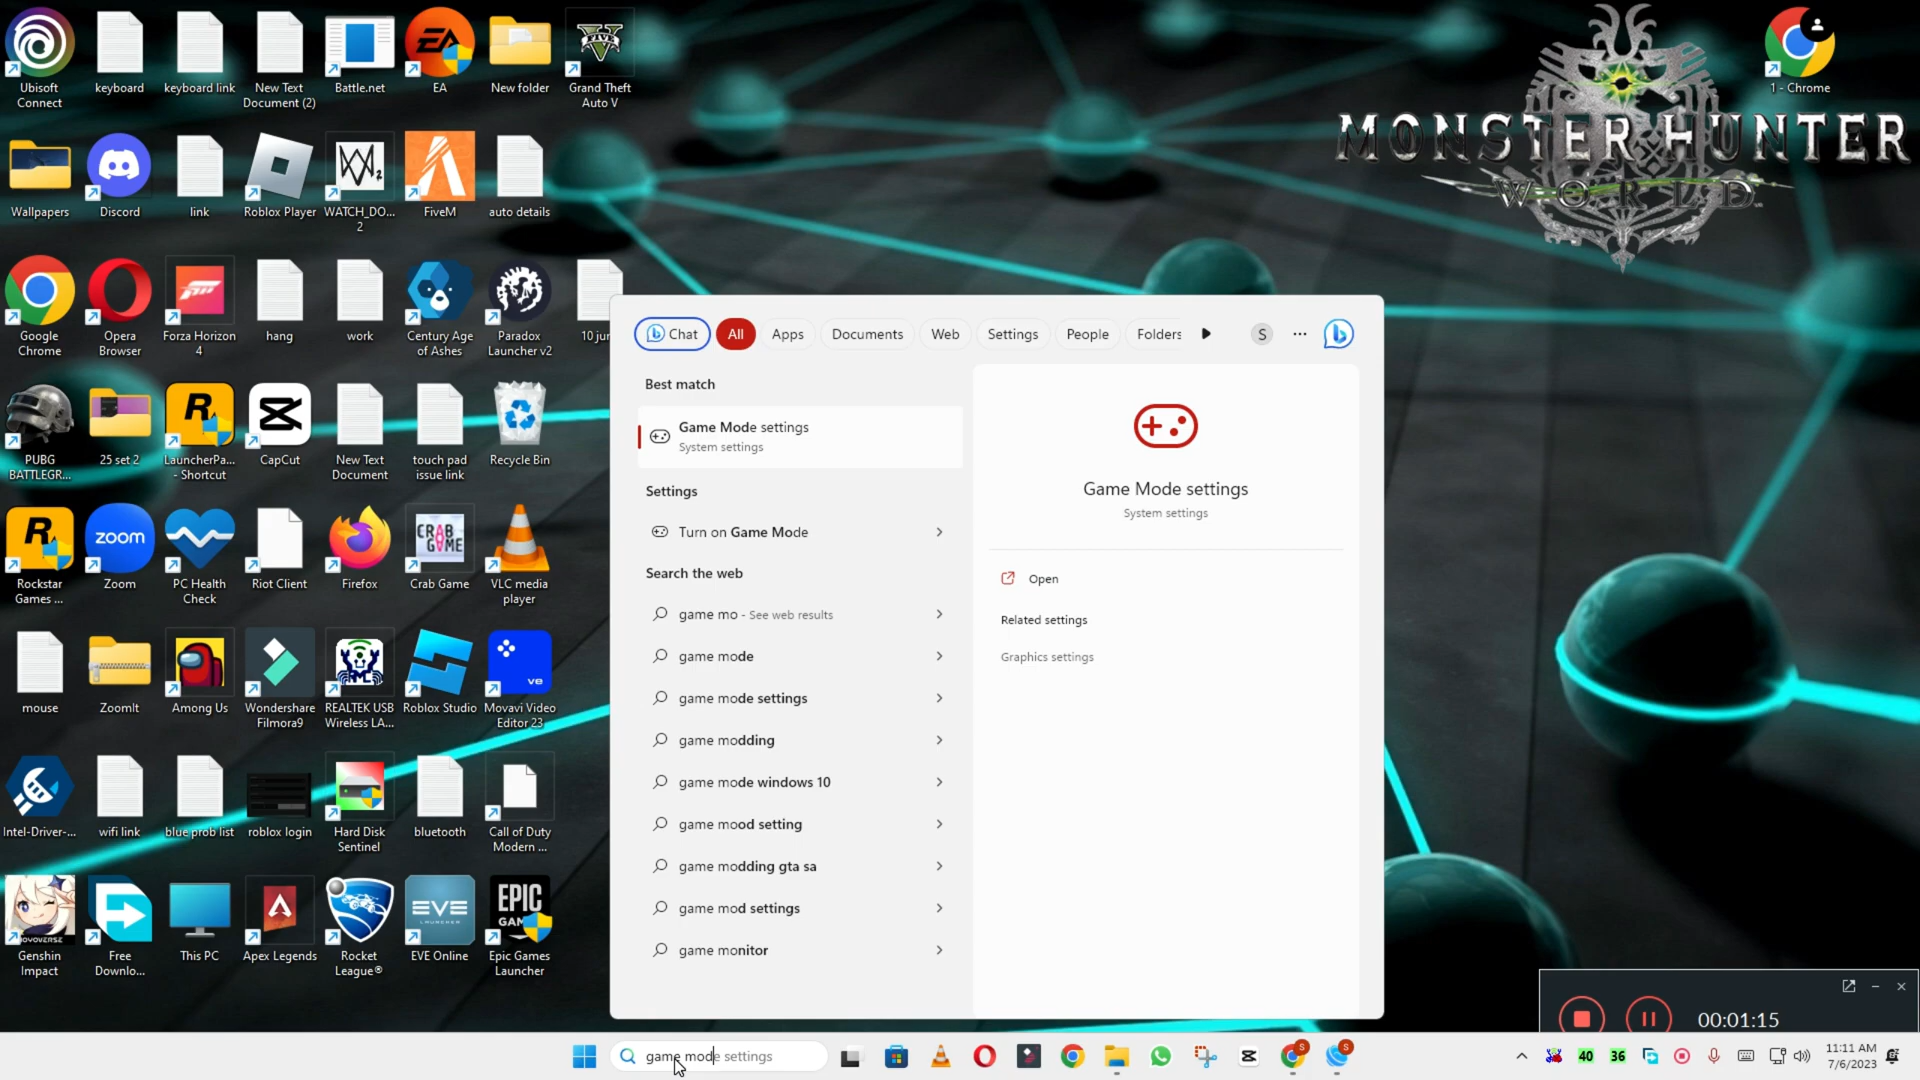 Ubisoft Connect
keyboard
keyboard link
New Text Document (2)
Battle.net
EA
New folder
Grand Theft Auto V
1 - Chrome
MONSTER HUNTER
WORLD
Wallpapers
Discord
link
Roblox Player
WATCH_DO... 2
FiveM
auto details
Google Chrome
Opera Browser
Forza Horizon 4
hang
work
Century Age of Ashes
Paradox Launcher v2
10 jun
PUBG BATTLEGR...
25 set 2
LauncherPa... - Shortcut
CapCut
New Text Document
touch pad issue link
Recycle Bin
Rockstar Games ...
zoom
Zoom
PC Health Check
Riot Client
Firefox
CRAB GAME
Crab Game
VLC media player
mouse
ZoomIt
Among Us
Wondershare Filmora9
REALTEK USB Wireless LA...
Roblox Studio
ve
Movavi Video Editor 23
Intel-Driver-...
wifi link
blue prob list
roblox login
Hard Disk Sentinel
bluetooth
Call of Duty Modern ...
Genshin Impact
Free Downlo...
This PC
Apex Legends
Rocket League®
EVE
EVE Online
EPIC GAMES
Epic Games Launcher
Chat
All
Apps
Documents
Web
Settings
People
Folders
S
Best match
Game Mode settings
System settings
Settings
Turn on Game Mode
Search the web
game mo - See web results
game mode
game mode settings
game modding
game mode windows 10
game mood setting
game modding gta sa
game mod settings
game monitor
Game Mode settings
System settings
Open
Related settings
Graphics settings
00:01:15
game mode settings
S
S
40
36
11:11 AM
7/6/2023